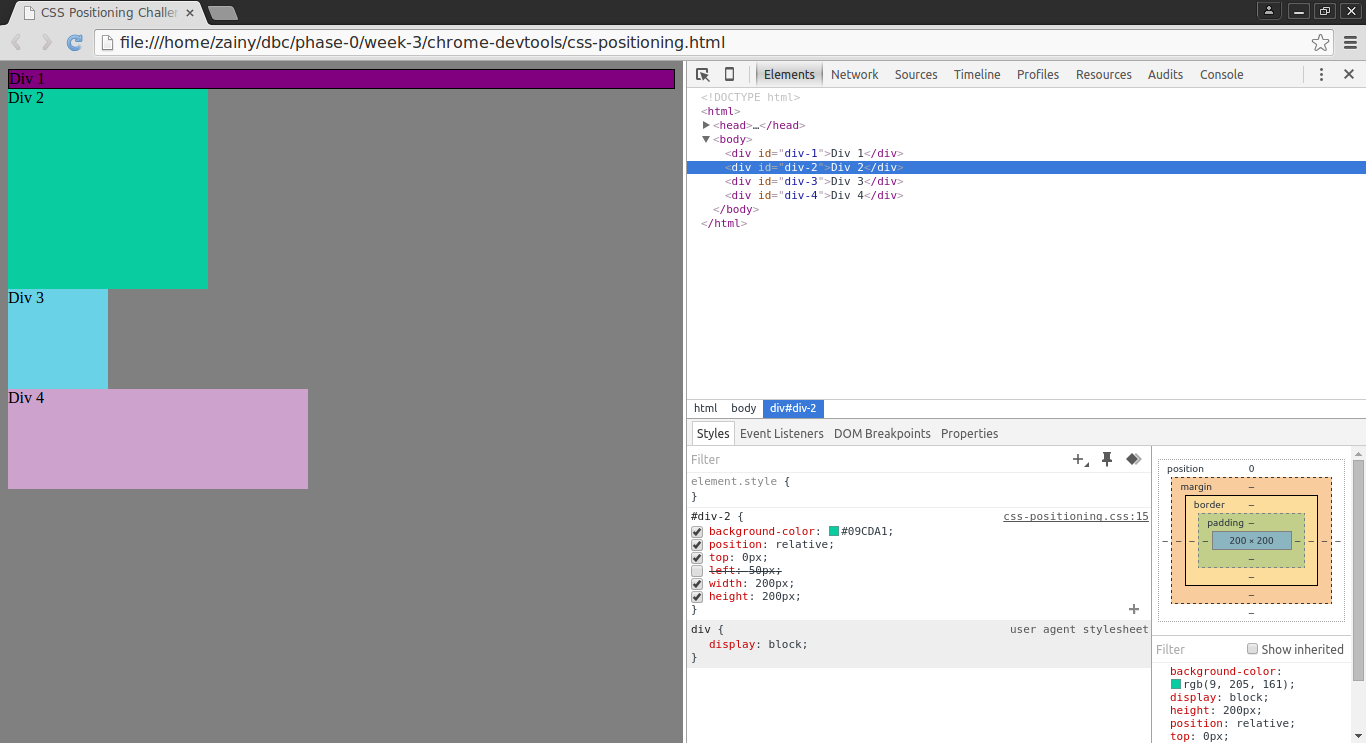 CSS Positioning Challer
file:///home/zainy/dbc/phase-0/week-3/chrome-devtools/css-positioning.html
Div 1
Div 2
Div 3
Div 4
Elements Network Sources Timeline Profiles Resources Audits Console
<!DOCTYPE html>
<html>
<head>…</head>
<body>
<div id="div-1">Div 1</div>
<div id="div-2">Div 2</div>
<div id="div-3">Div 3</div>
<div id="div-4">Div 4</div>
</body>
</html>
html body div#div-2
Styles Event Listeners DOM Breakpoints Properties
Filter
element.style {
}
#div-2 { css-positioning.css:15
background-color: #09CDA1;
position: relative;
top: 0px;
left: 50px;
width: 200px;
height: 200px;
}
div { user agent stylesheet
display: block;
}
position 0
margin –
border –
padding –
– – – – 200 × 200 – – – –
–
–
–
–
Filter Show inherited
background-color:
rgb(9, 205, 161);
display: block;
height: 200px;
position: relative;
top: 0px;